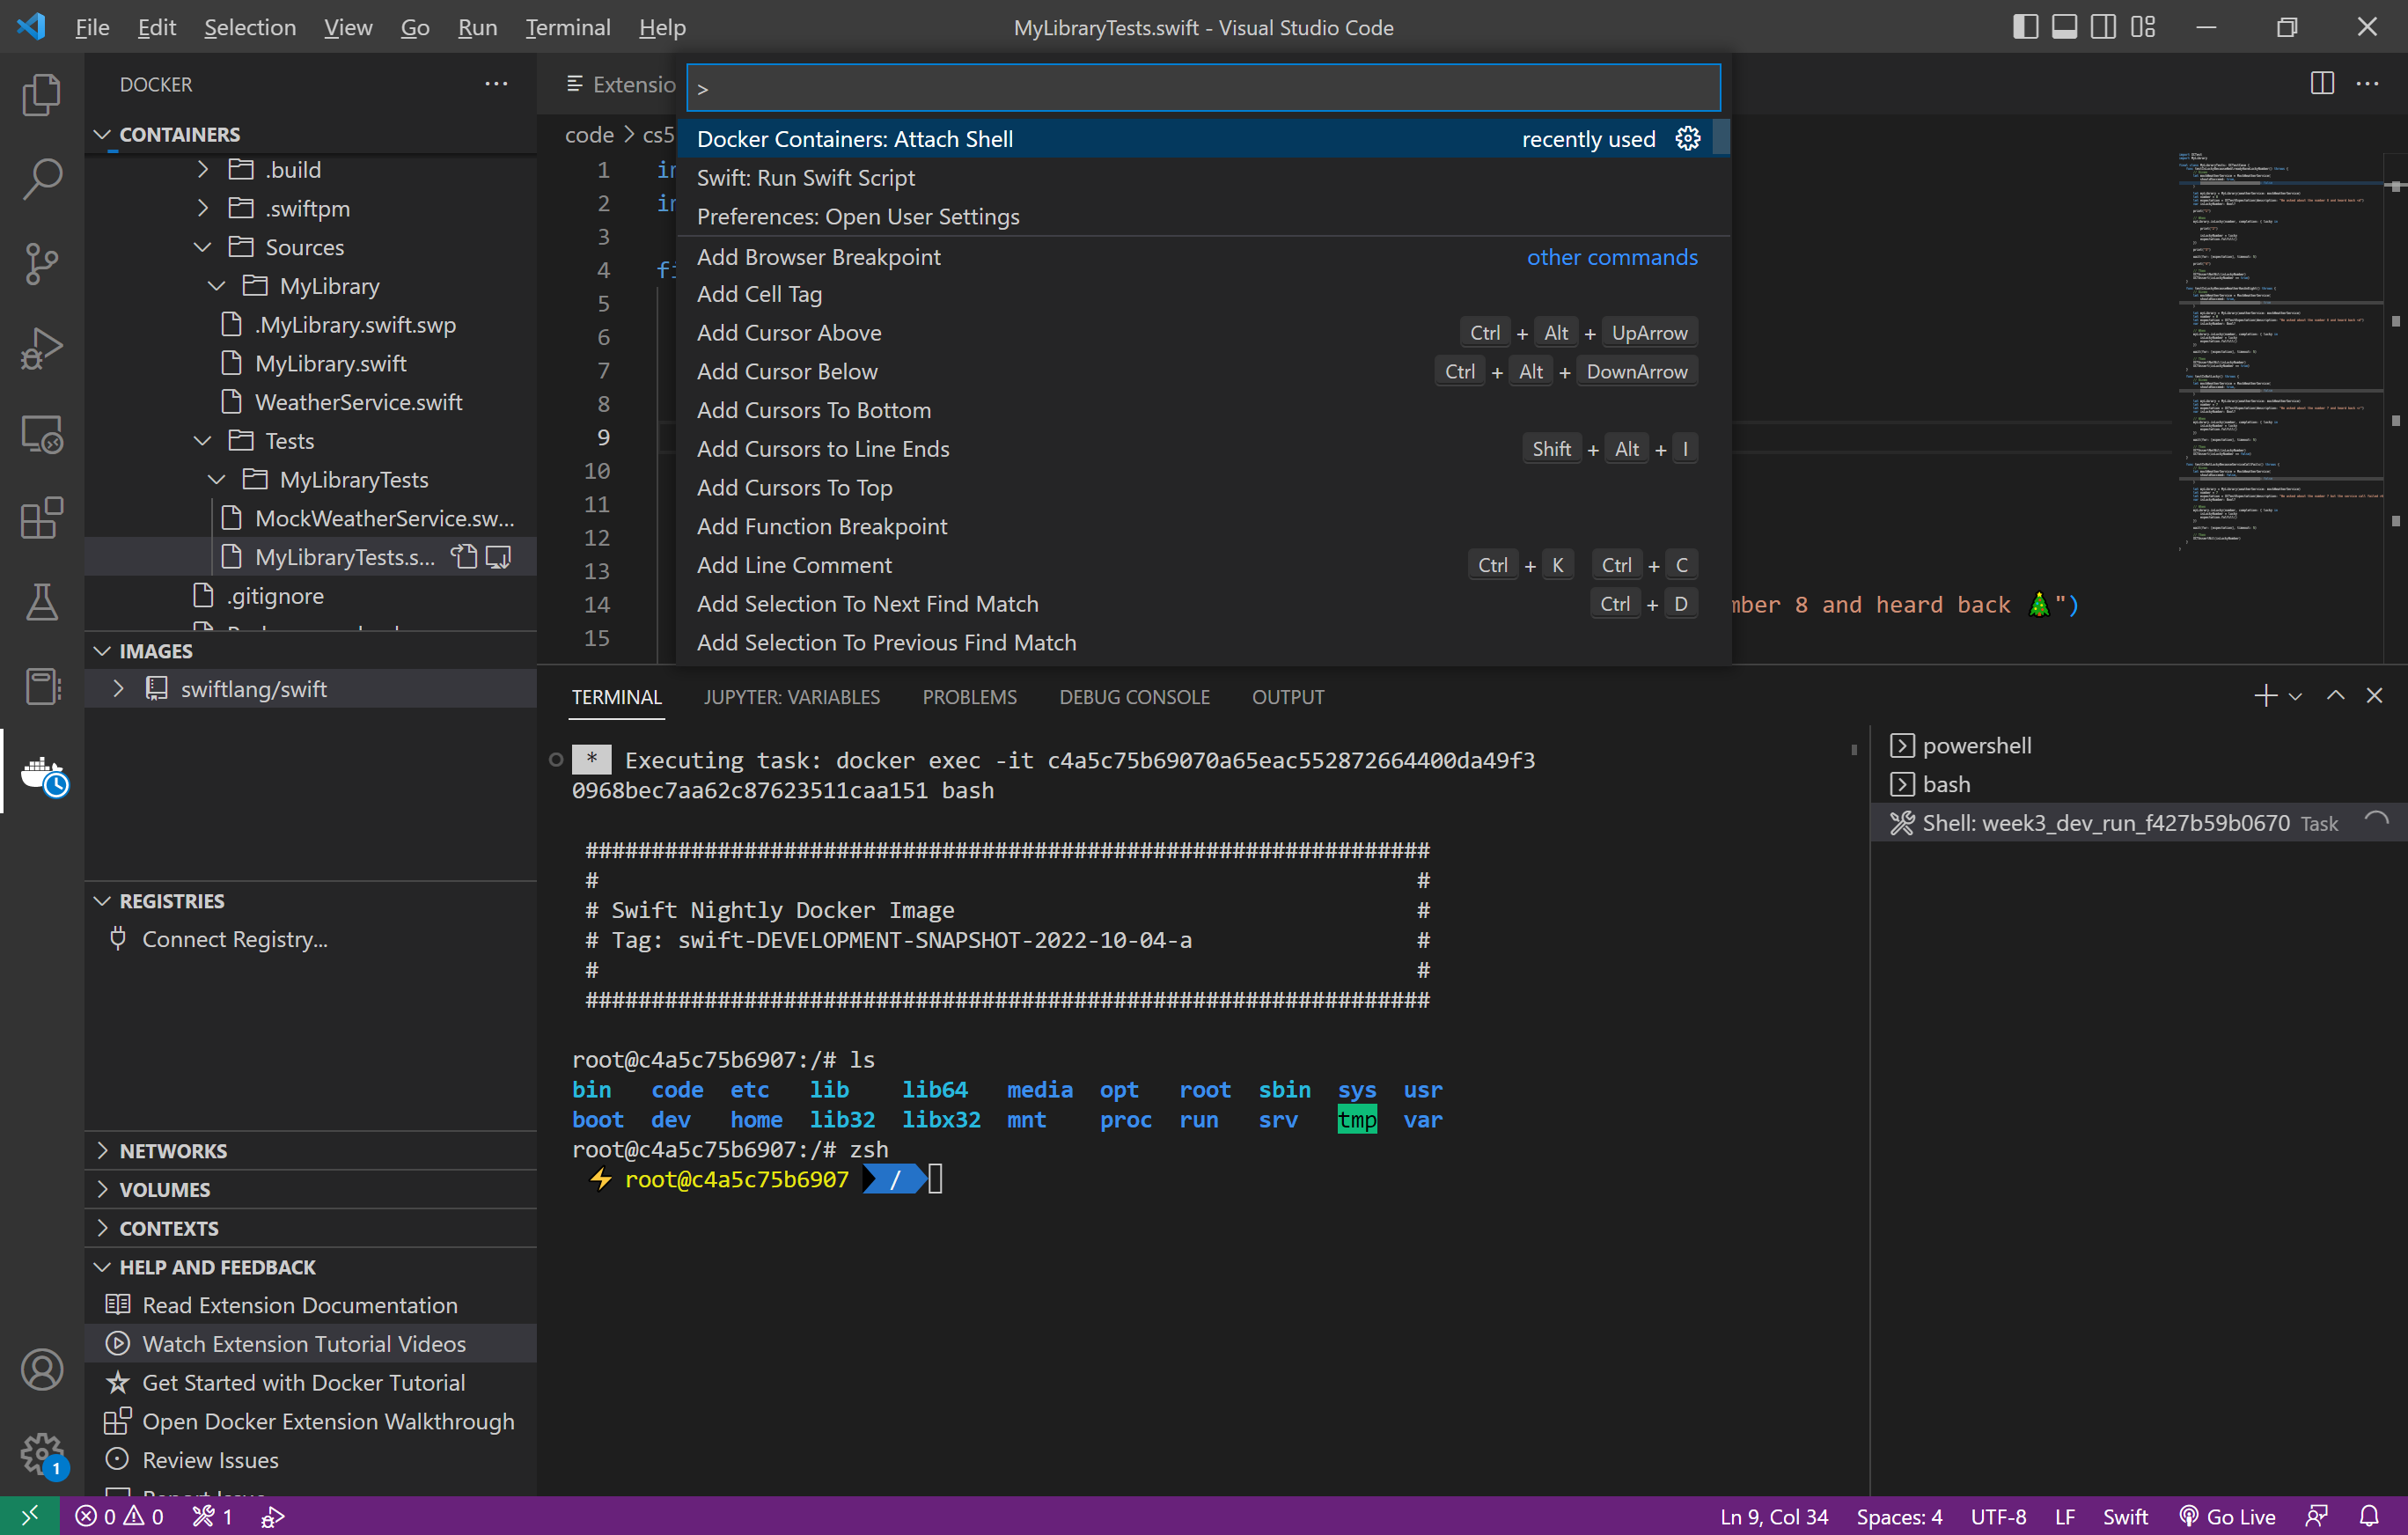 File Edit Selection View Go Run Terminal Help
MyLibraryTests.swift - Visual Studio Code
DOCKER
CONTAINERS
.build
.swiftpm
Sources
MyLibrary
.MyLibrary.swift.swp
MyLibrary.swift
WeatherService.swift
Tests
MyLibraryTests
MockWeatherService.sw...
MyLibraryTests.s...
.gitignore
IMAGES
swiftlang/swift
REGISTRIES
Connect Registry...
NETWORKS
VOLUMES
CONTEXTS
HELP AND FEEDBACK
Read Extension Documentation
Watch Extension Tutorial Videos
Get Started with Docker Tutorial
Open Docker Extension Walkthrough
Review Issues
Report Issue
Extensio
code > cs5
1
2
3
4
5
6
7
8
9
10
11
12
13
14
15
>
Docker Containers: Attach Shell recently used
Swift: Run Swift Script
Preferences: Open User Settings
Add Browser Breakpoint other commands
Add Cell Tag
Add Cursor Above Ctrl + Alt + UpArrow
Add Cursor Below Ctrl + Alt + DownArrow
Add Cursors To Bottom
Add Cursors to Line Ends Shift + Alt + I
Add Cursors To Top
Add Function Breakpoint
Add Line Comment Ctrl + K Ctrl + C
Add Selection To Next Find Match Ctrl + D
Add Selection To Previous Find Match
mber 8 and heard back 🎄")
TERMINAL JUPYTER: VARIABLES PROBLEMS DEBUG CONSOLE OUTPUT
* Executing task: docker exec -it c4a5c75b69070a65eac552872664400da49f3
0968bec7aa62c87623511caa151 bash
################################################################
# #
# Swift Nightly Docker Image #
# Tag: swift-DEVELOPMENT-SNAPSHOT-2022-10-04-a #
# #
################################################################
root@c4a5c75b6907:/# ls
bin code etc lib lib64 media opt root sbin sys usr
boot dev home lib32 libx32 mnt proc run srv tmp var
root@c4a5c75b6907:/# zsh
⚡ root@c4a5c75b6907 /
powershell
bash
Shell: week3_dev_run_f427b59b0670 Task
1
0 0 1
Ln 9, Col 34 Spaces: 4 UTF-8 LF Swift Go Live